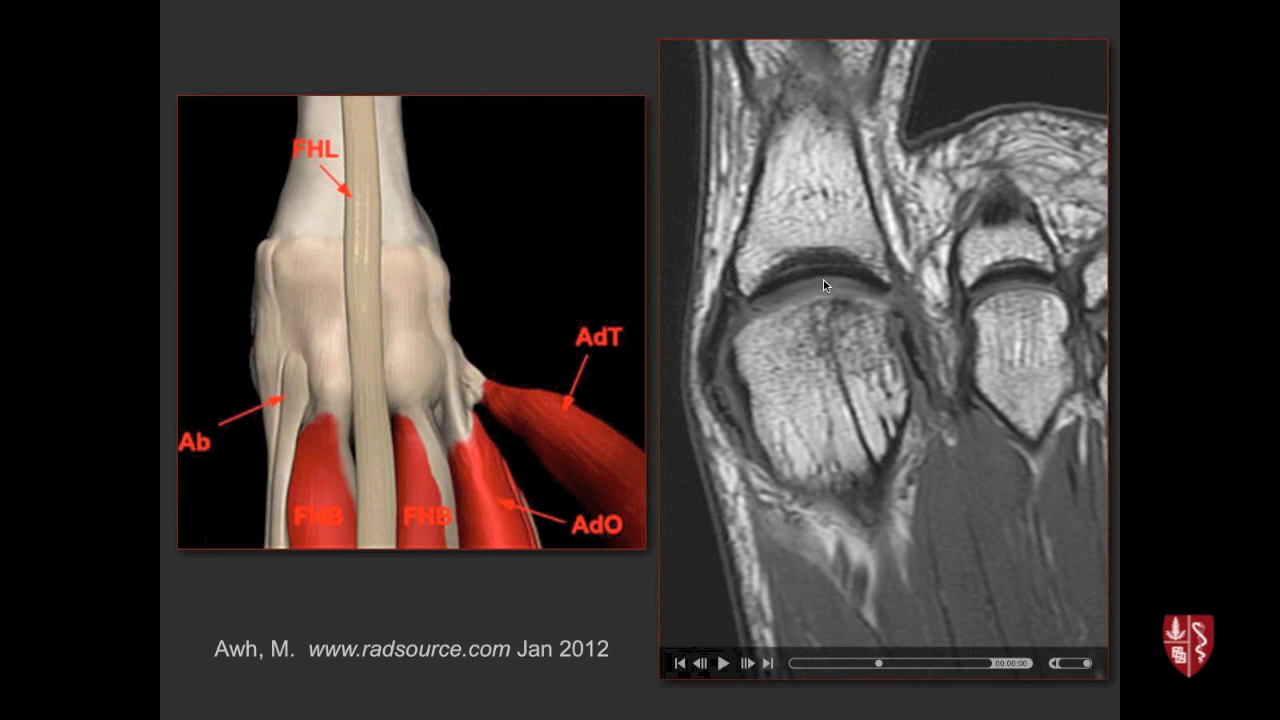 FHL
AdT
Ab
FHB FHB
AdO
Awh, M. www.radsource.com Jan 2012
00:00:00